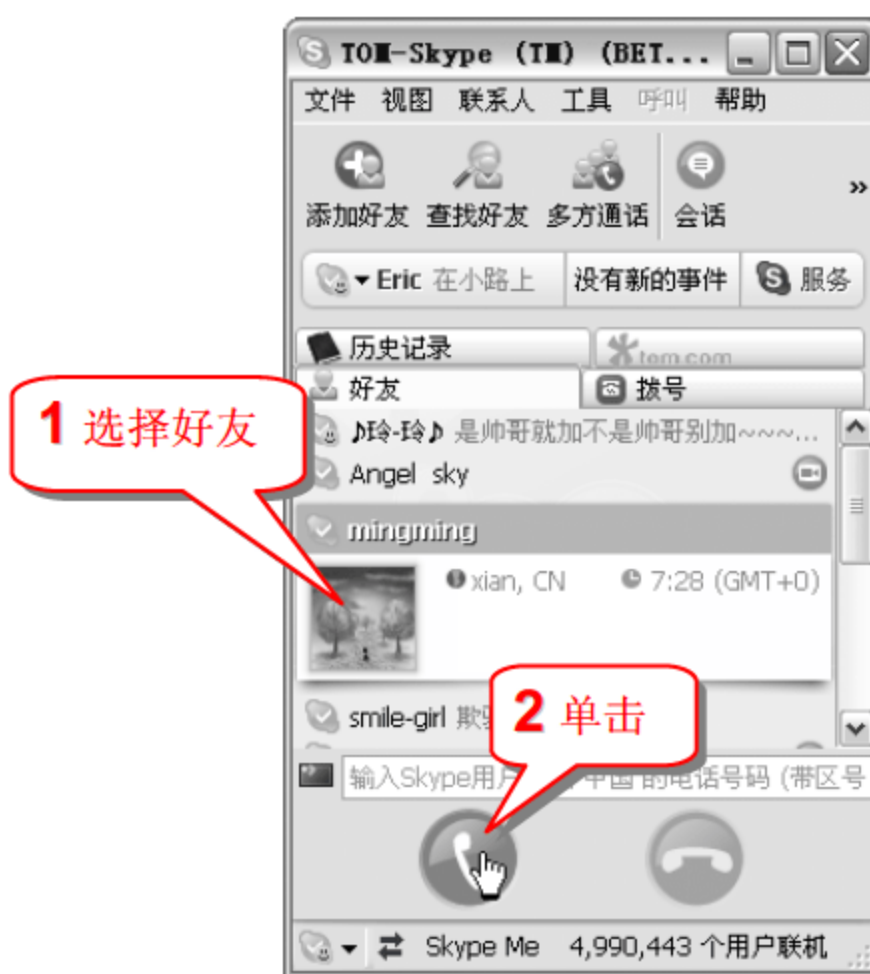 TOM-Skype (TM) (BET...
文件 视图 联系人 工具 呼叫 帮助
添加好友 查找好友 多方通话 会话 »
Eric 在小路上 没有新的事件 服务
历史记录 tom.com
好友 拨号
1 选择好友
♪玲-玲♪ 是帅哥就加不是帅哥别加~~~...
Angel sky
mingming
xian, CN 7:28 (GMT+0)
smile-girl
2 单击
输入Skype用户 中国 的电话号码 (带区号
Skype Me 4,990,443 个用户联机